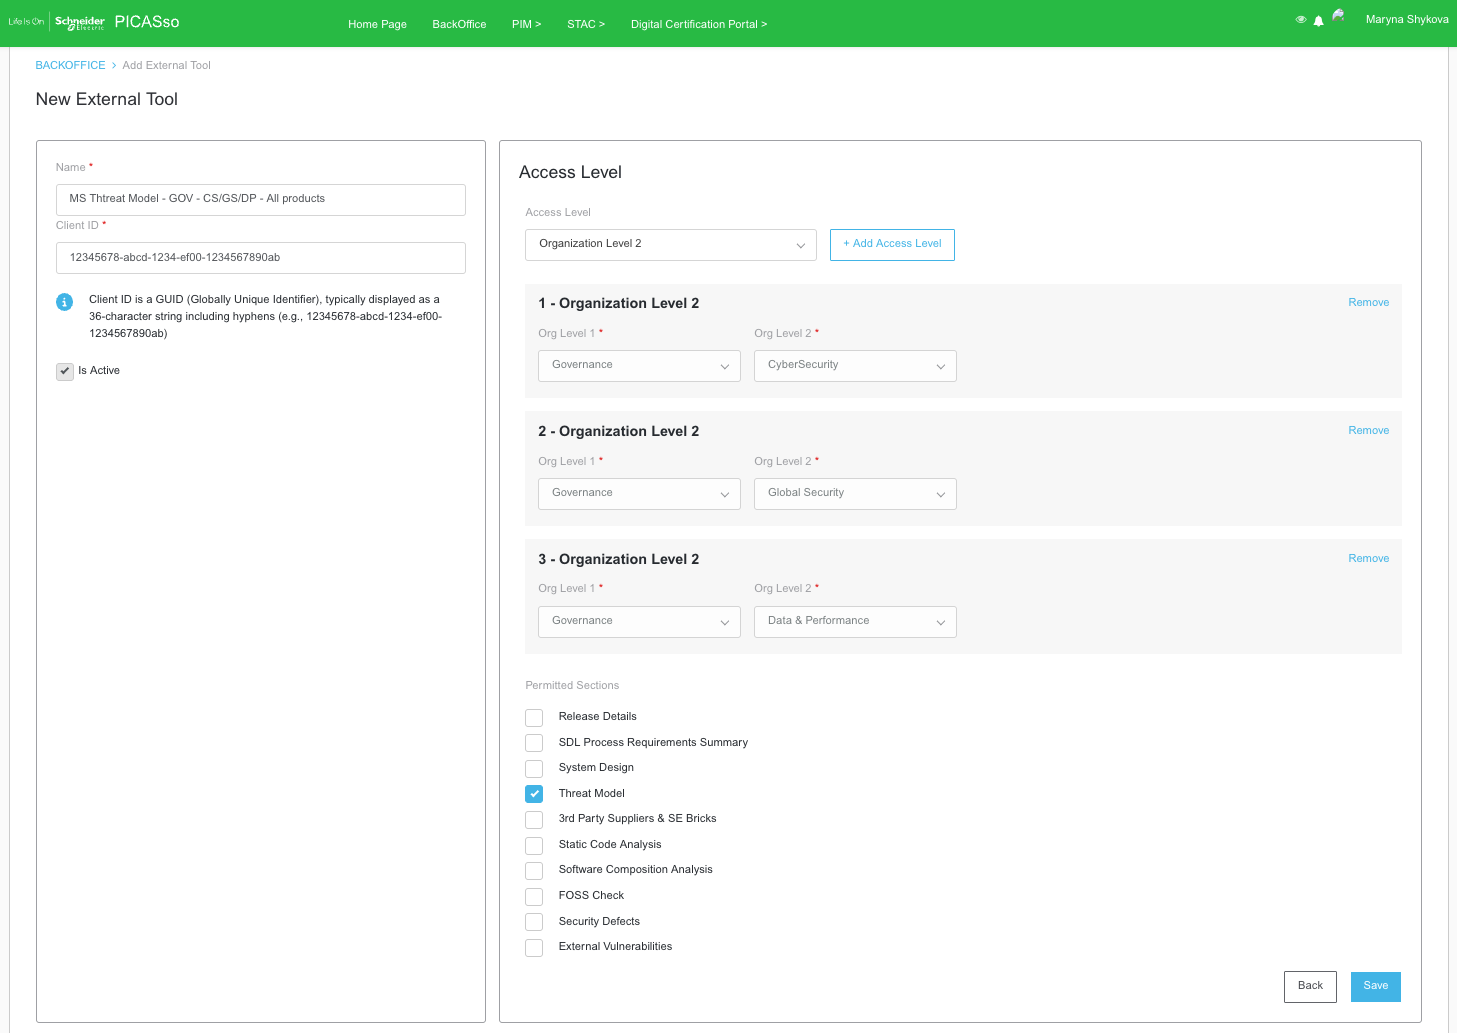 Life Is On Schneider Electric PICASso
Home Page BackOffice PIM > STAC > Digital Certification Portal >
Maryna Shykova
BACKOFFICE > Add External Tool
New External Tool
Name *
MS Thtreat Model - GOV - CS/GS/DP - All products
Client ID *
12345678-abcd-1234-ef00-1234567890ab
Client ID is a GUID (Globally Unique Identifier), typically displayed as a
36-character string including hyphens (e.g., 12345678-abcd-1234-ef00-
1234567890ab)
Is Active
Access Level
Access Level
Organization Level 2
+ Add Access Level
1 - Organization Level 2
Remove
Org Level 1 * Org Level 2 *
Governance CyberSecurity
2 - Organization Level 2
Remove
Org Level 1 * Org Level 2 *
Governance Global Security
3 - Organization Level 2
Remove
Org Level 1 * Org Level 2 *
Governance Data & Performance
Permitted Sections
Release Details
SDL Process Requirements Summary
System Design
Threat Model
3rd Party Suppliers & SE Bricks
Static Code Analysis
Software Composition Analysis
FOSS Check
Security Defects
External Vulnerabilities
Back Save